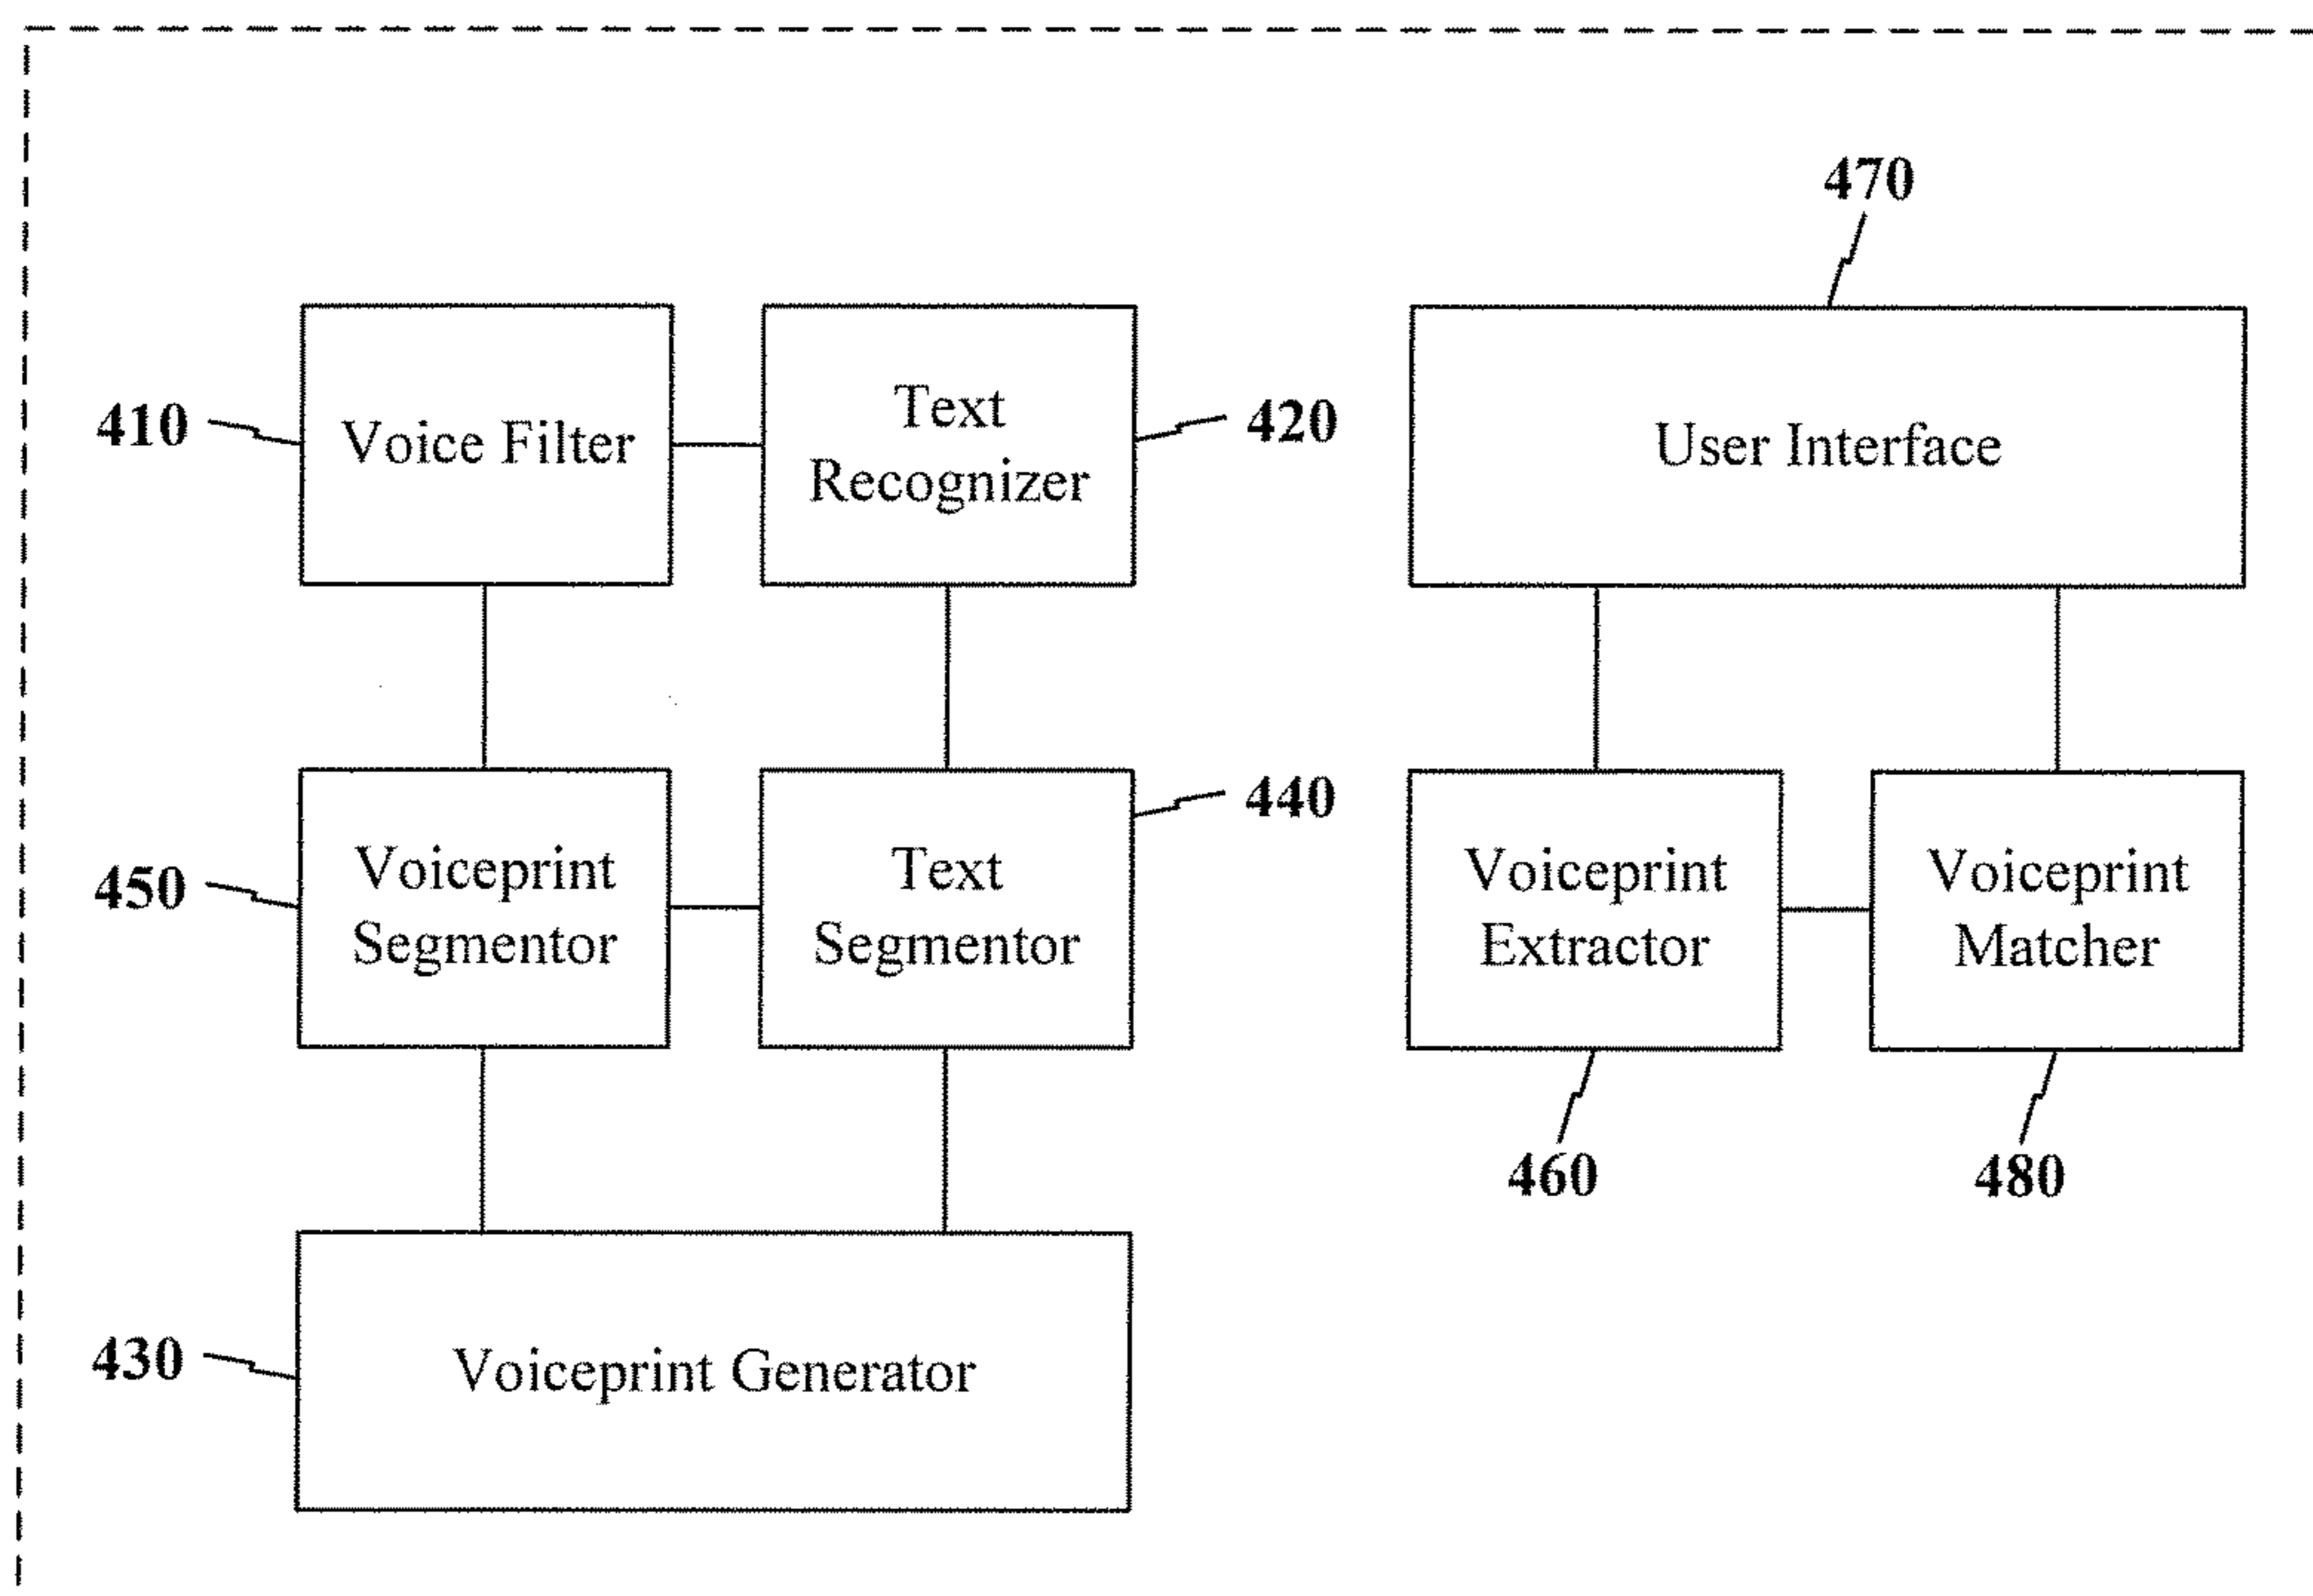 470
410
Voice Filter
Text
Recognizer
420
User Interface
450
Voiceprint
Segmentor
Text
Segmentor
440
Voiceprint
Extractor
Voiceprint
Matcher
460
480
430
Voiceprint Generator